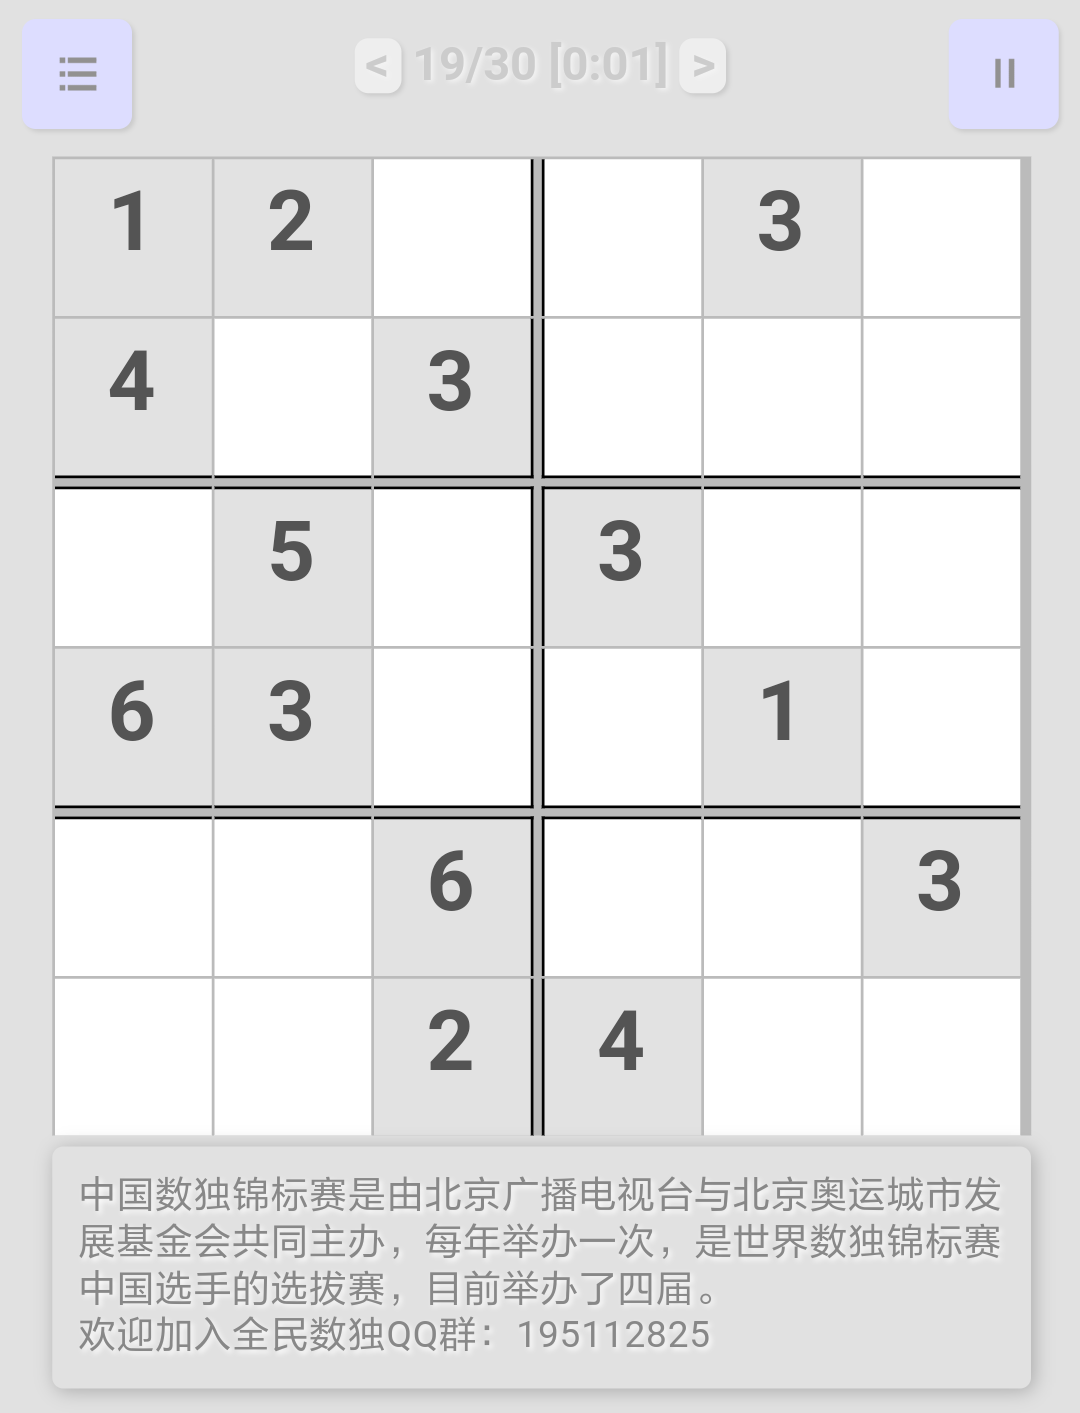 < 19/30 [0:01] >
1 2 3
4 3
5 3
6 3 1
6 3
2 4
中国数独锦标赛是由北京广播电视台与北京奥运城市发
展基金会共同主办，每年举办一次，是世界数独锦标赛
中国选手的选拔赛，目前举办了四届。
欢迎加入全民数独QQ群：195112825